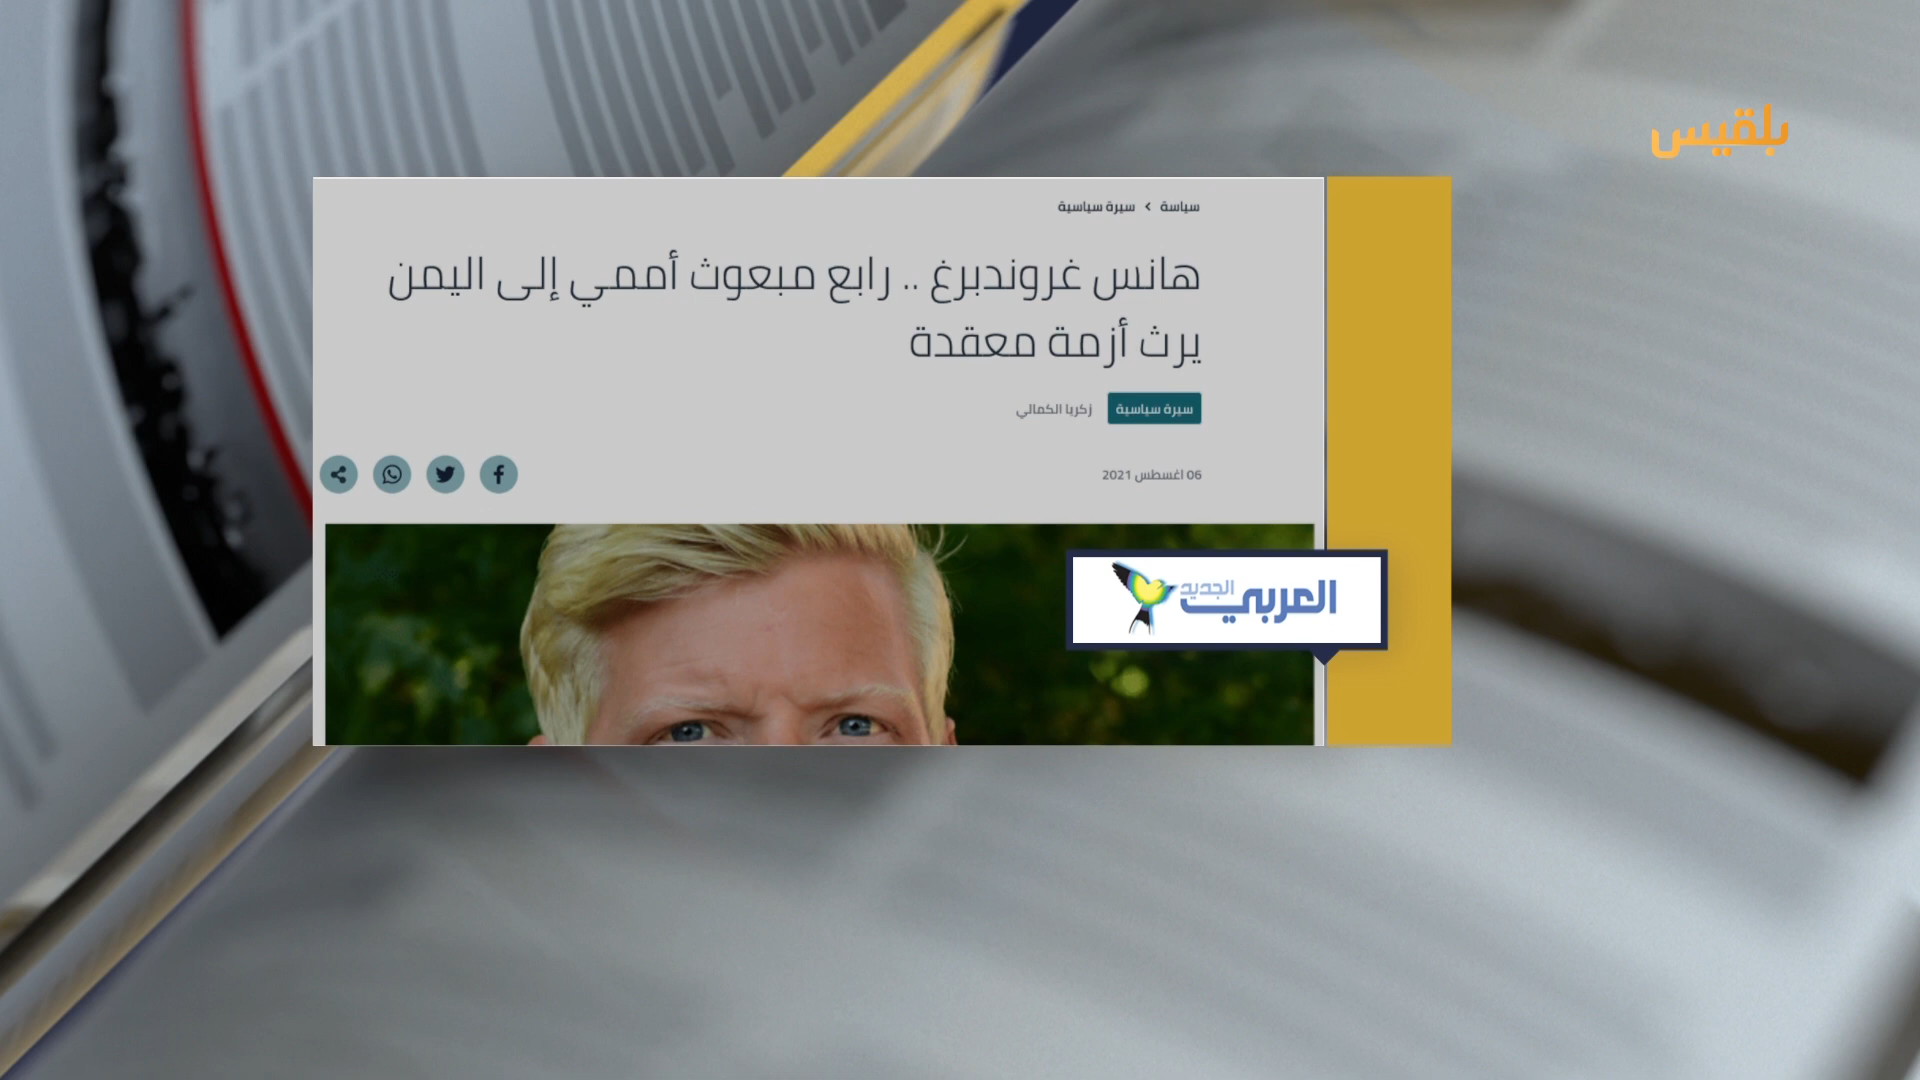 بلقيس
سياسة > سيرة سياسية
هانس غروندبرغ .. رابع مبعوث أممي إلى اليمن
يرث أزمة معقدة
سيرة سياسية زكريا الكمالي
06 اغسطس 2021
العربي الجديد